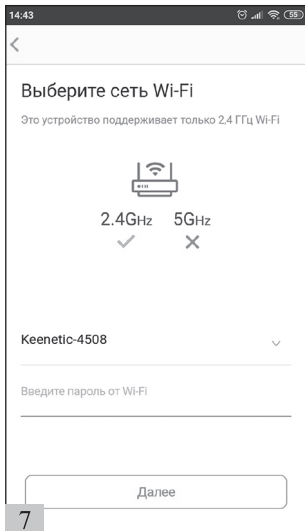 14:43 55
Выберите сеть Wi-Fi
Это устройство поддерживает только 2,4 ГГц Wi-Fi
2.4GHz 5GHz
Keenetic-4508
Введите пароль от Wi-Fi
Далее
7